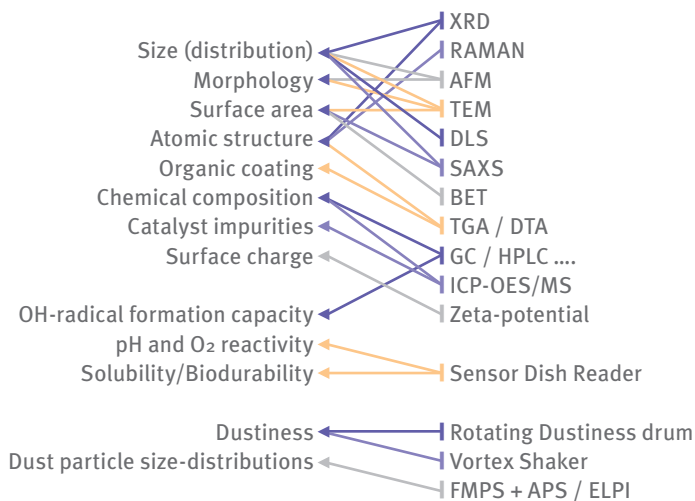 XRD
Size (distribution)
RAMAN
Morphology
AFM
Surface area
TEM
Atomic structure
DLS
Organic coating
SAXS
Chemical composition
BET
Catalyst impurities
TGA / DTA
Surface charge
GC / HPLC ....
ICP-OES/MS
OH-radical formation capacity
Zeta-potential
pH and O₂ reactivity
Solubility/Biodurability
Sensor Dish Reader
Dustiness
Rotating Dustiness drum
Dust particle size-distributions
Vortex Shaker
FMPS + APS / ELPI